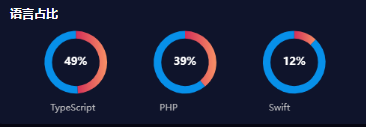 语言占比
49%
39%
12%
TypeScript
PHP
Swift